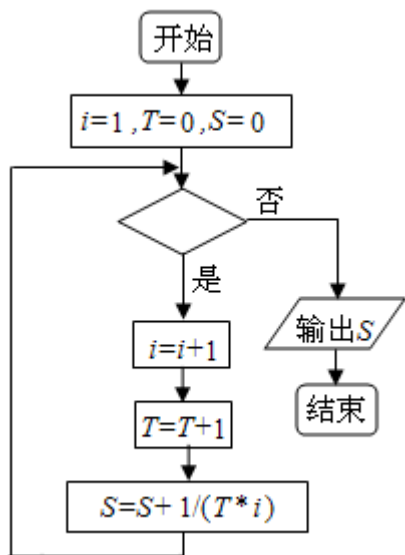 开始
i=1 ,T=0 ,S=0
否
是
i=i+1
输出S
T=T+1
结束
S=S+ 1/(T*i)